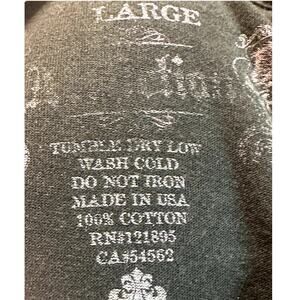 LARGE
TUMBLE DRY LOW
WASH COLD
DO NOT IRON
MADE IN USA
100% COTTON
RN#121895
CA#54562